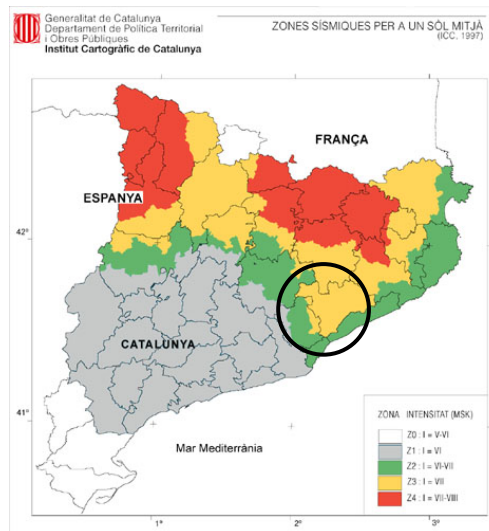 Generalitat de Catalunya
Departament de Política Territorial
i Obres Públiques
Institut Cartogràfic de Catalunya
ZONES SÍSMIQUES PER A UN SÒL MITJÀ
(ICC, 1997)
FRANÇA
ESPANYA
42°
CATALUNYA
41°
Mar Mediterrània
ZONA INTENSITAT (MSK)
Z0 : I = V-VI
Z1 : I = VI
Z2 : I = VI-VII
Z3 : I = VII
Z4 : I = VII-VIII
1° 2° 3°